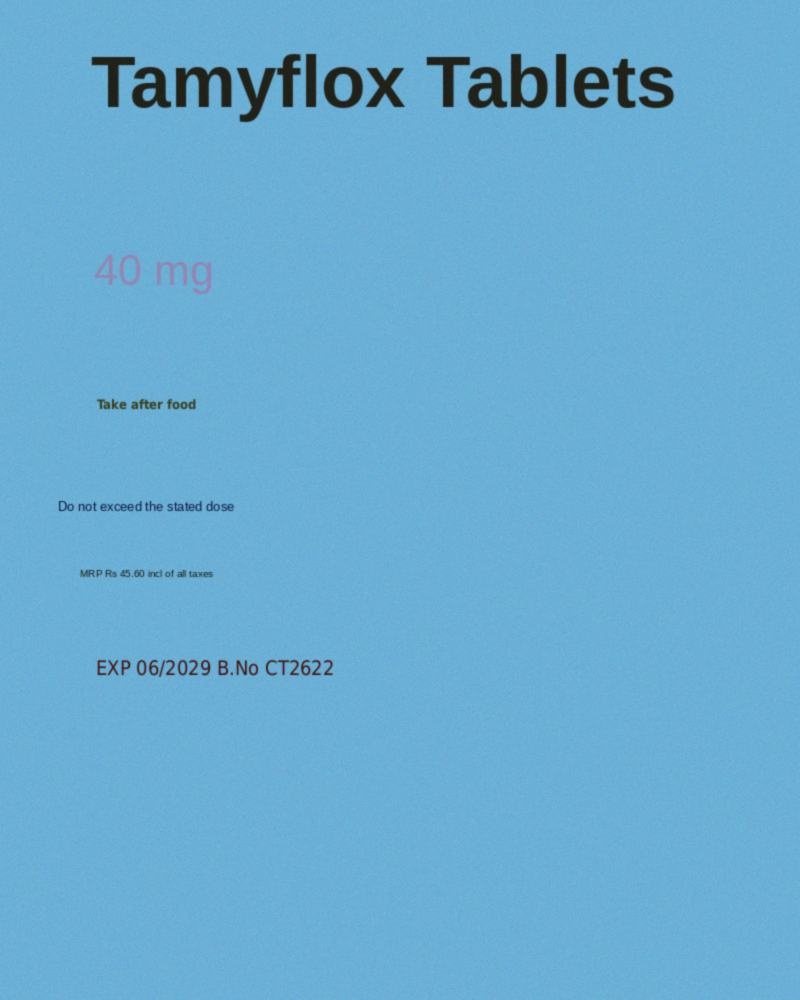 Tamyflox Tablets
40 mg
Take after food
Do not exceed the stated dose
MRP Rs 45.60 incl of all taxes
EXP 06/2029 B.No CT2622